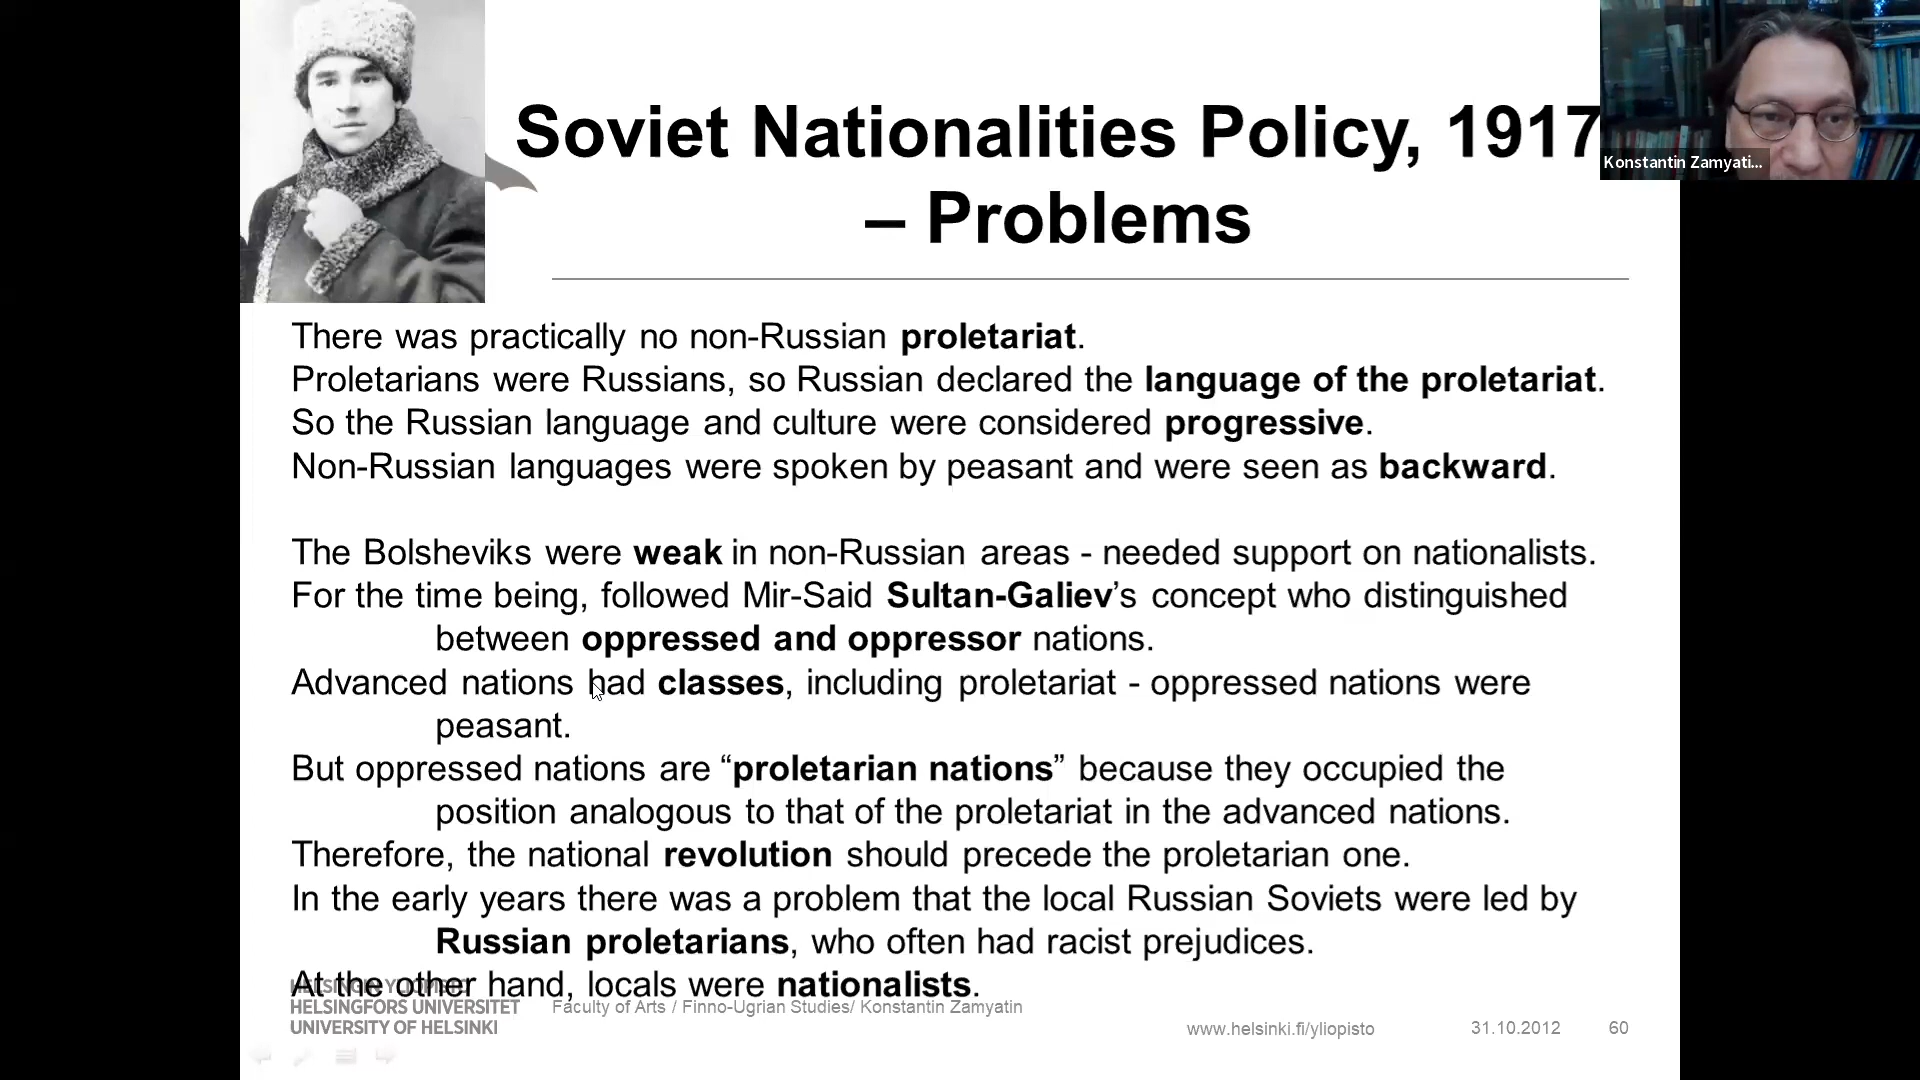 Konstantin Zamyati...
Soviet Nationalities Policy, 1917
– Problems
There was practically no non-Russian proletariat.
Proletarians were Russians, so Russian declared the language of the proletariat.
So the Russian language and culture were considered progressive.
Non-Russian languages were spoken by peasant and were seen as backward.
The Bolsheviks were weak in non-Russian areas - needed support on nationalists.
For the time being, followed Mir-Said Sultan-Galiev’s concept who distinguished
between oppressed and oppressor nations.
Advanced nations had classes, including proletariat - oppressed nations were
peasant.
But oppressed nations are “proletarian nations” because they occupied the
position analogous to that of the proletariat in the advanced nations.
Therefore, the national revolution should precede the proletarian one.
In the early years there was a problem that the local Russian Soviets were led by
Russian proletarians, who often had racist prejudices.
At the other hand, locals were nationalists.
HELSINGIN YLIOPISTO
HELSINGFORS UNIVERSITET
UNIVERSITY OF HELSINKI
Faculty of Arts / Finno-Ugrian Studies/ Konstantin Zamyatin
www.helsinki.fi/yliopisto
31.10.2012
60